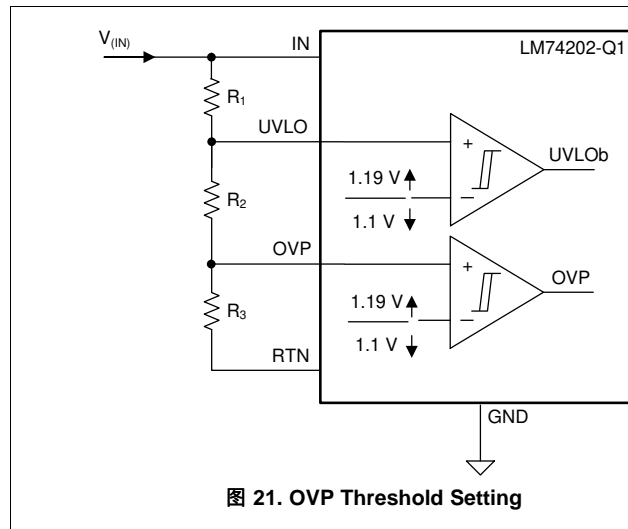 V(IN)
IN
LM74202-Q1
R1
UVLO
+
UVLOb
1.19 V
−
1.1 V
R2
OVP
+
OVP
1.19 V
−
1.1 V
R3
RTN
GND
图 21. OVP Threshold Setting